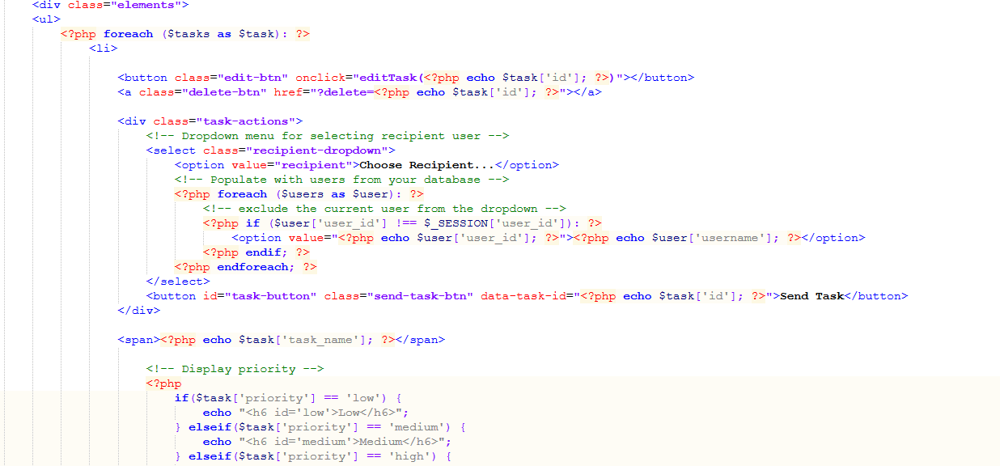 <div class="elements">
<ul>
<?php foreach ($tasks as $task): ?>
<li>
<button class="edit-btn" onclick="editTask(<?php echo $task['id']; ?>)"></button>
<a class="delete-btn" href="?delete=<?php echo $task['id']; ?>"></a>
<div class="task-actions">
<!-- Dropdown menu for selecting recipient user -->
<select class="recipient-dropdown">
<option value="recipient">Choose Recipient...</option>
<!-- Populate with users from your database -->
<?php foreach ($users as $user): ?>
<!-- exclude the current user from the dropdown -->
<?php if ($user['user_id'] !== $_SESSION['user_id']): ?>
<option value="<?php echo $user['user_id']; ?>"><?php echo $user['username']; ?></option>
<?php endif; ?>
<?php endforeach; ?>
</select>
<button id="task-button" class="send-task-btn" data-task-id="<?php echo $task['id']; ?>">Send Task</button>
</div>
<span><?php echo $task['task_name']; ?></span>
<!-- Display priority -->
<?php
if($task['priority'] == 'low') {
echo "<h6 id='low'>Low</h6>";
} elseif($task['priority'] == 'medium') {
echo "<h6 id='medium'>Medium</h6>";
} elseif($task['priority'] == 'high') {